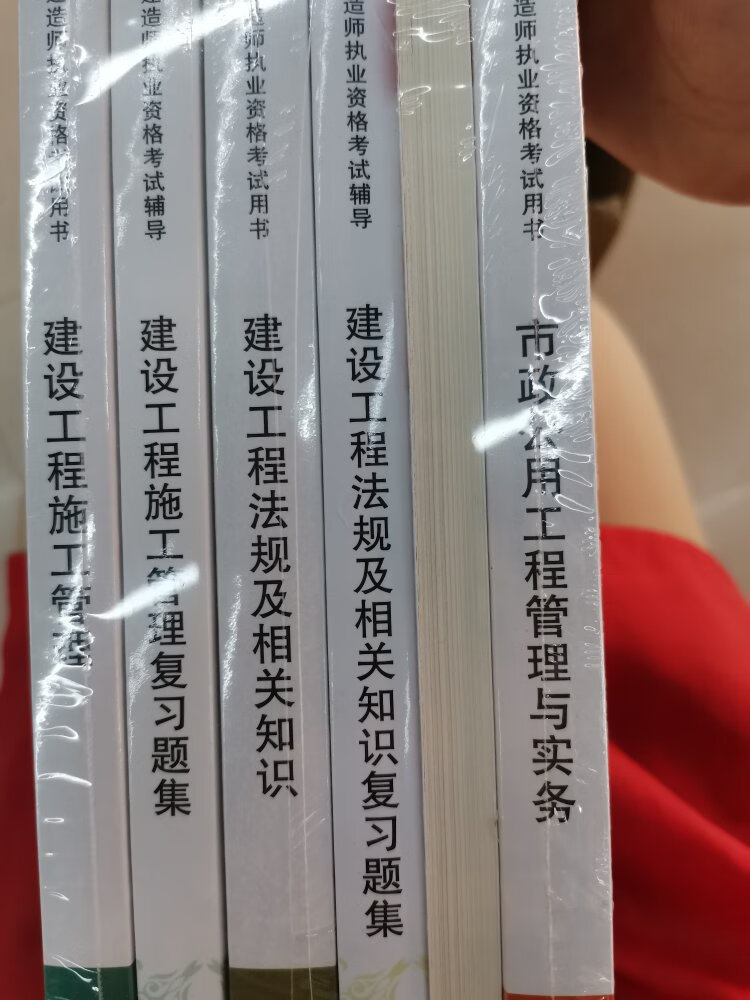 造师执业资格考试用书
建设工程施工管理
建造师执业资格考试辅导
建设工程施工管理复习题集
造师执业资格考试用书
建设工程法规及相关知识
造师执业资格考试辅导
建设工程法规及相关知识复习题集
造师执业资格考试用书
市政公用工程管理与实务